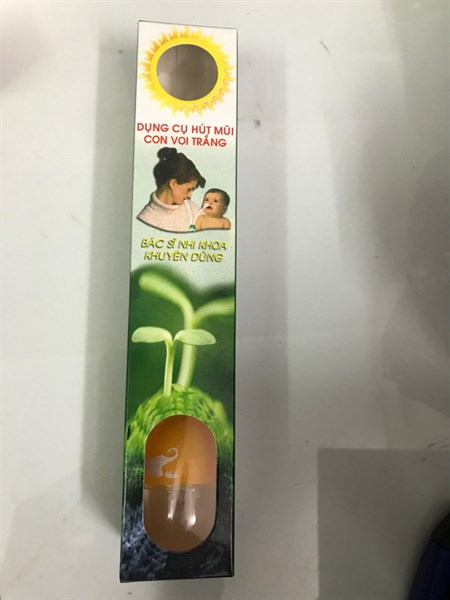 DỤNG CỤ HÚT MŨI
CON VOI TRẮNG
BÁC SĨ NHI KHOA
KHUYÊN DÙNG